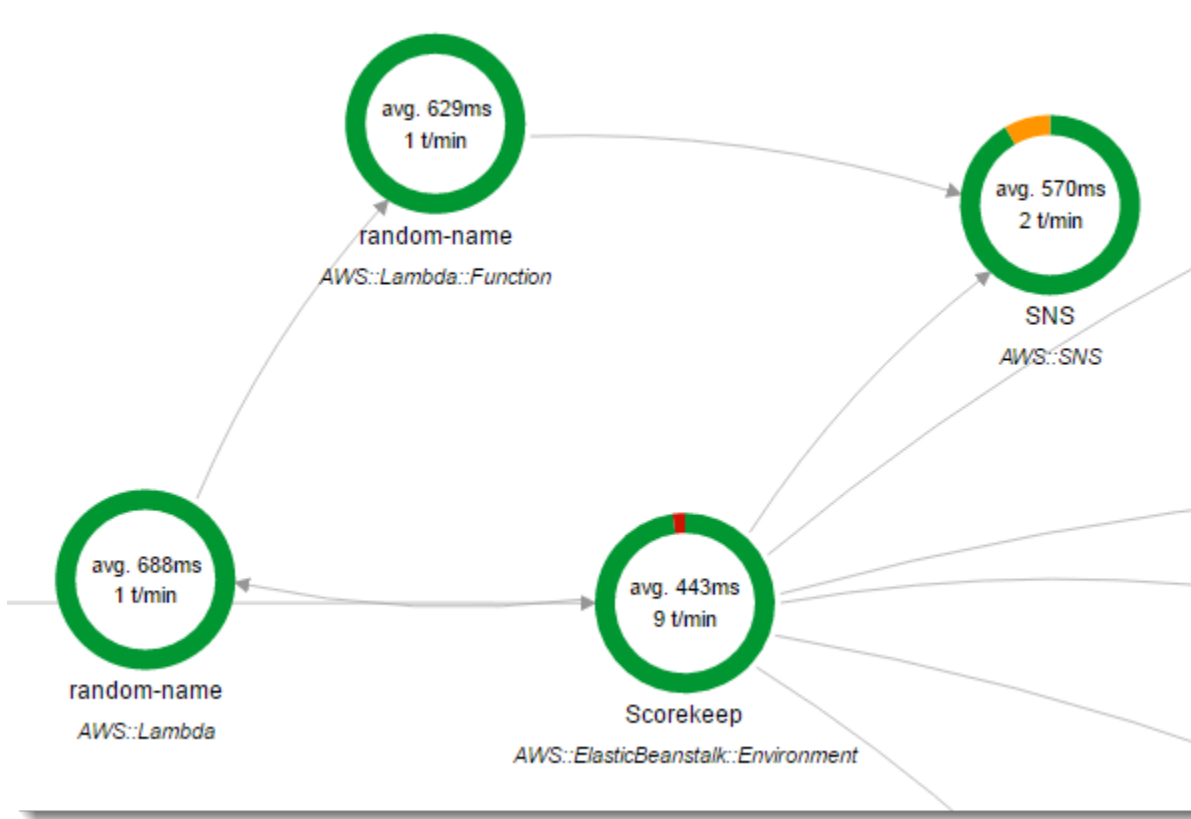 avg. 629ms
1 t/min
random-name
AWS::Lambda::Function
avg. 570ms
2 t/min
SNS
AWS::SNS
avg. 688ms
1 t/min
random-name
AWS::Lambda
avg. 443ms
9 t/min
Scorekeep
AWS::ElasticBeanstalk::Environment